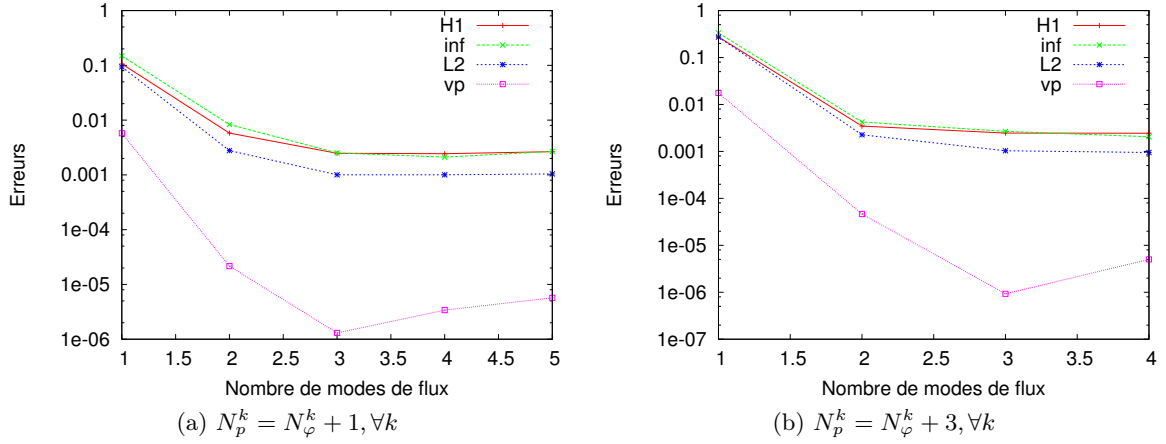 1
0.1
0.01
0.001
1e-04
1e-05
1e-06
1 1.5 2 2.5 3 3.5 4 4.5 5
Erreurs
Nombre de modes de flux
H1
inf
L2
vp
(a) $N_p^k = N_\varphi^k + 1, \forall k$
1
0.1
0.01
0.001
1e-04
1e-05
1e-06
1e-07
1 1.5 2 2.5 3 3.5 4
Erreurs
Nombre de modes de flux
H1
inf
L2
vp
(b) $N_p^k = N_\varphi^k + 3, \forall k$